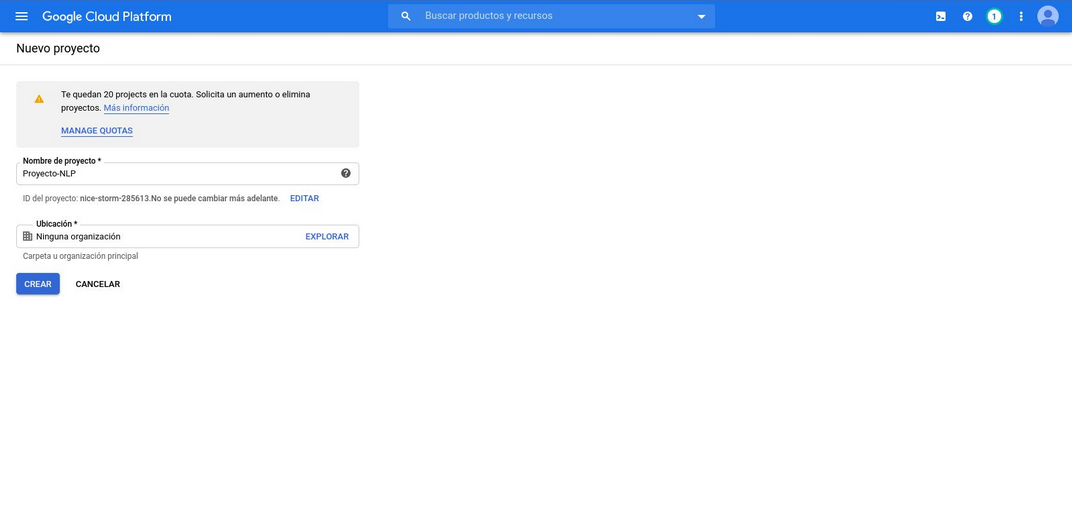 Google Cloud Platform
Buscar productos y recursos
1
Nuevo proyecto
Te quedan 20 projects en la cuota. Solicita un aumento o elimina
proyectos. Más información
MANAGE QUOTAS
Nombre de proyecto *
Proyecto-NLP
ID del proyecto: nice-storm-285613.No se puede cambiar más adelante. EDITAR
Ubicación *
Ninguna organización EXPLORAR
Carpeta u organización principal
CREAR CANCELAR